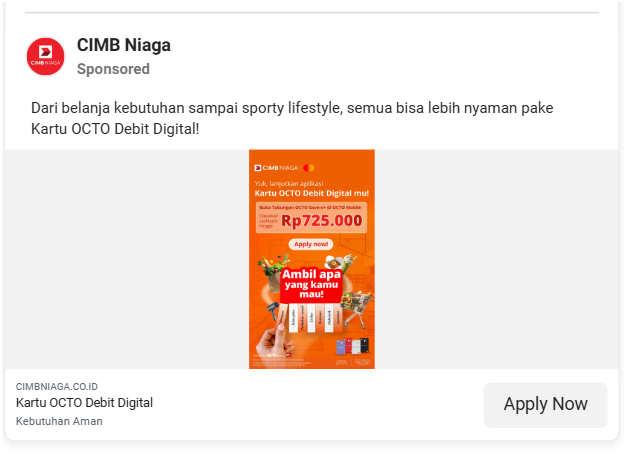 CIMB NIAGA
CIMB Niaga
Sponsored
Dari belanja kebutuhan sampai sporty lifestyle, semua bisa lebih nyaman pake
Kartu OCTO Debit Digital!
CIMB NIAGA
Yuk, lanjutkan aplikasi
Kartu OCTO Debit Digital mu!
Buka Tabungan OCTO Savers+ di OCTO Mobile
Dapatkan
cashback
hingga
Rp725.000
Apply now!
Ambil apa
yang kamu
mau!
CIMBNIAGA.CO.ID
Kartu OCTO Debit Digital
Kebutuhan Aman
Apply Now